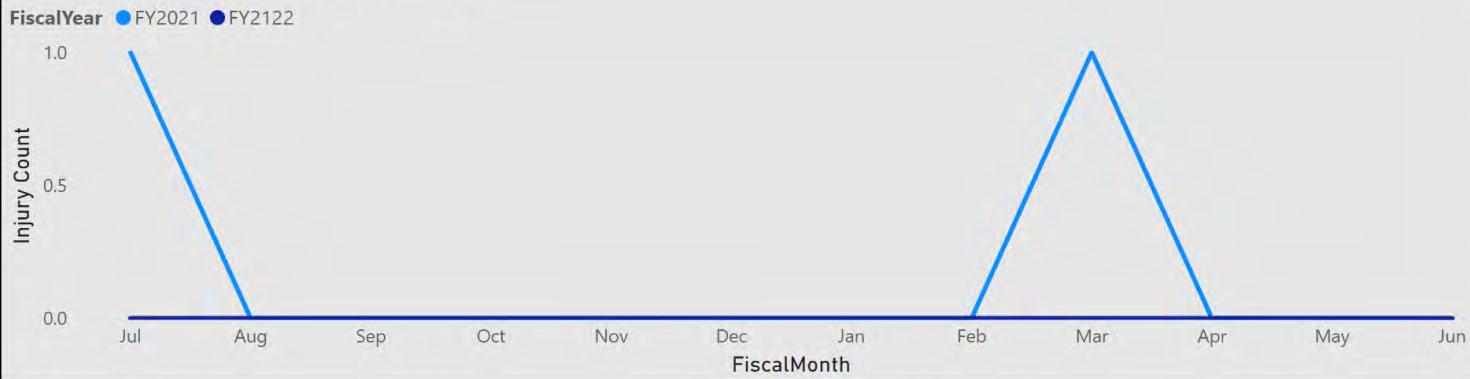 FiscalYear FY2021 FY2122
1.0
0.5
0.0
Injury Count
Jul Aug Sep Oct Nov Dec Jan Feb Mar Apr May Jun
FiscalMonth